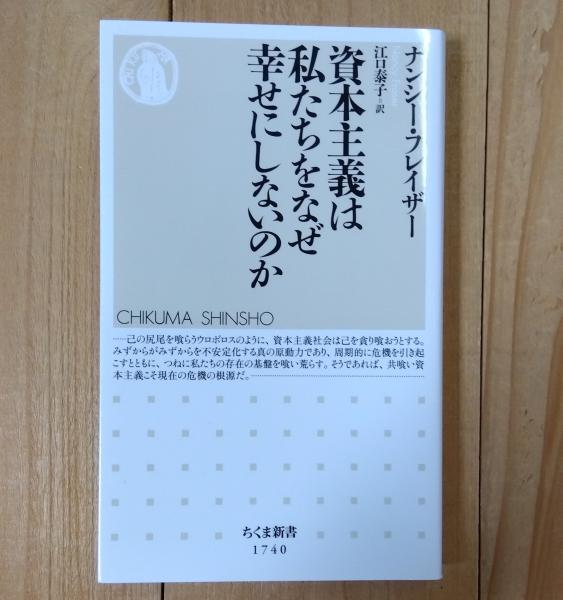 ナンシー・フレイザー
江口泰子=訳
資本主義は
私たちをなぜ
幸せにしないのか
CHIKUMA SHINSHO
……己の尻尾を喰らうウロボロスのように、資本主義社会は己を貪り喰おうとする。
みずからがみずからを不安定化する真の原動力であり、周期的に危機を引き起
こすとともに、つねに私たちの存在の基盤を喰い荒らす。そうであれば、共喰い資
本主義こそ現在の危機の根源だ。
ちくま新書
1740